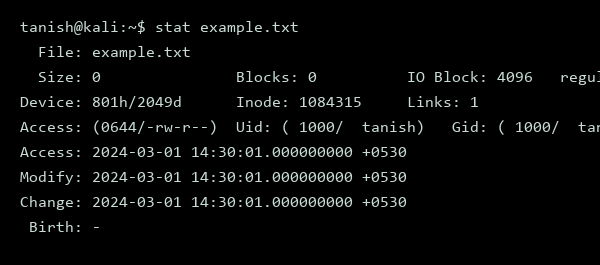 tanish@kali:~$ stat example.txt
  File: example.txt
  Size: 0               Blocks: 0          IO Block: 4096   regul
Device: 801h/2049d      Inode: 1084315     Links: 1
Access: (0644/-rw-r--)  Uid: ( 1000/  tanish)   Gid: ( 1000/  tan
Access: 2024-03-01 14:30:01.000000000 +0530
Modify: 2024-03-01 14:30:01.000000000 +0530
Change: 2024-03-01 14:30:01.000000000 +0530
 Birth: -